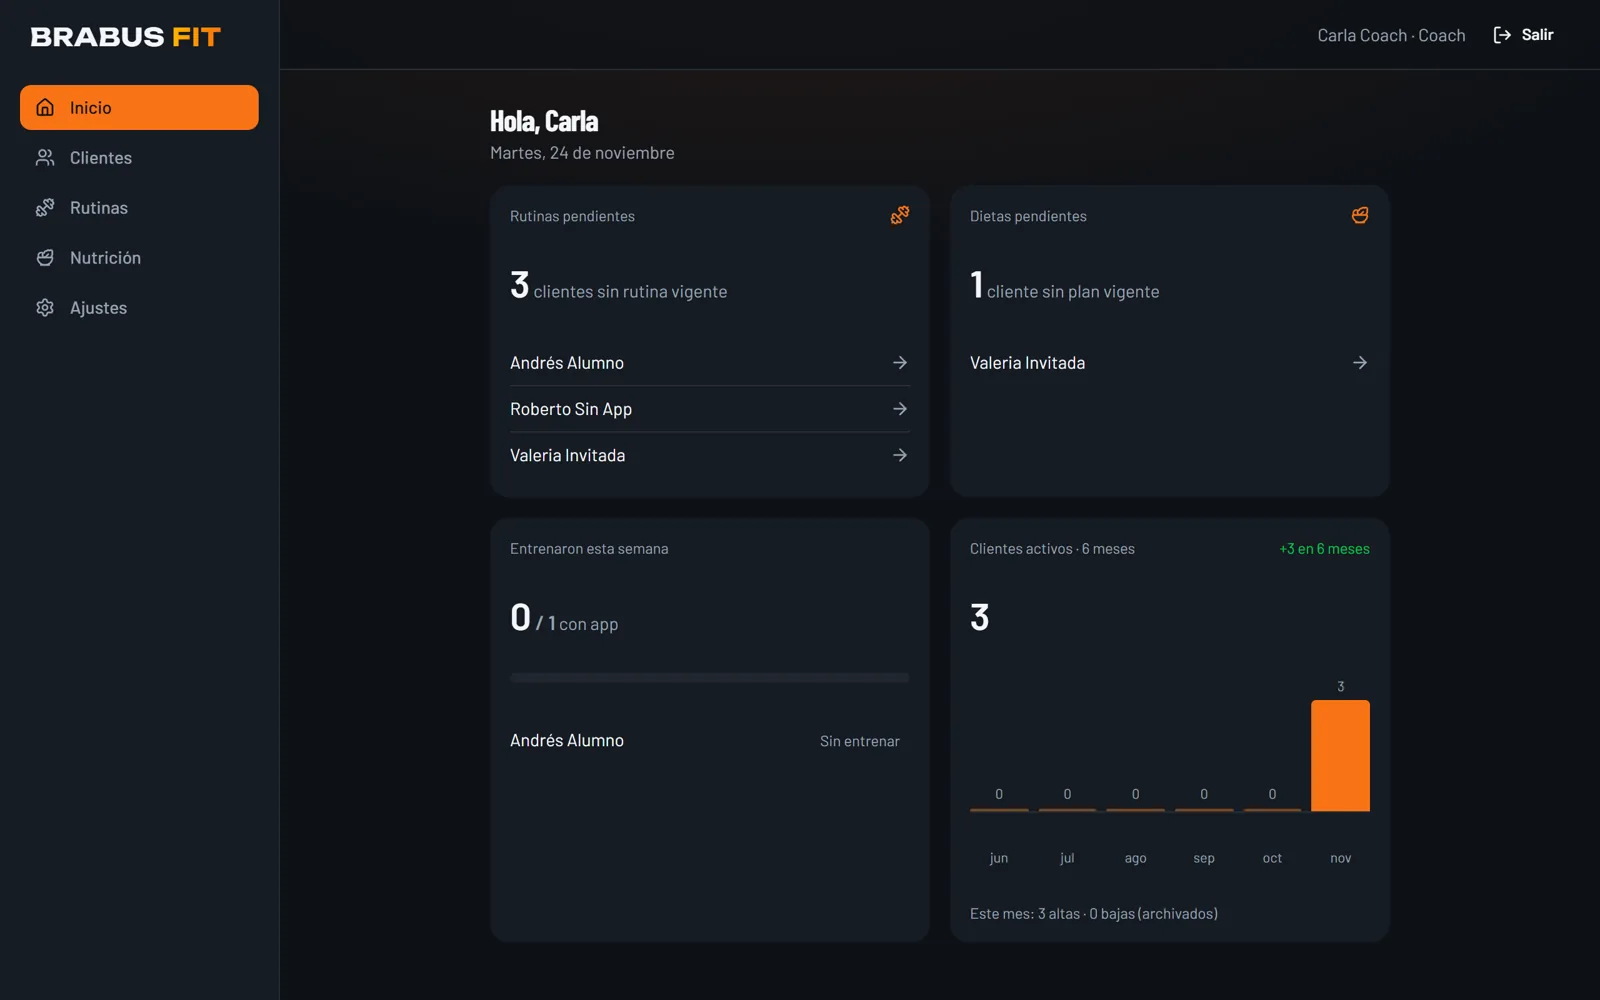 BRABUS FIT
Carla Coach · Coach
Salir
Inicio
Clientes
Rutinas
Nutrición
Ajustes
Hola, Carla
Martes, 24 de noviembre
Rutinas pendientes
3 clientes sin rutina vigente
Andrés Alumno
Roberto Sin App
Valeria Invitada
Dietas pendientes
1 cliente sin plan vigente
Valeria Invitada
Entrenaron esta semana
0 / 1 con app
Andrés Alumno
Sin entrenar
Clientes activos · 6 meses
+3 en 6 meses
3
3
0 0 0 0 0
jun jul ago sep oct nov
Este mes: 3 altas · 0 bajas (archivados)